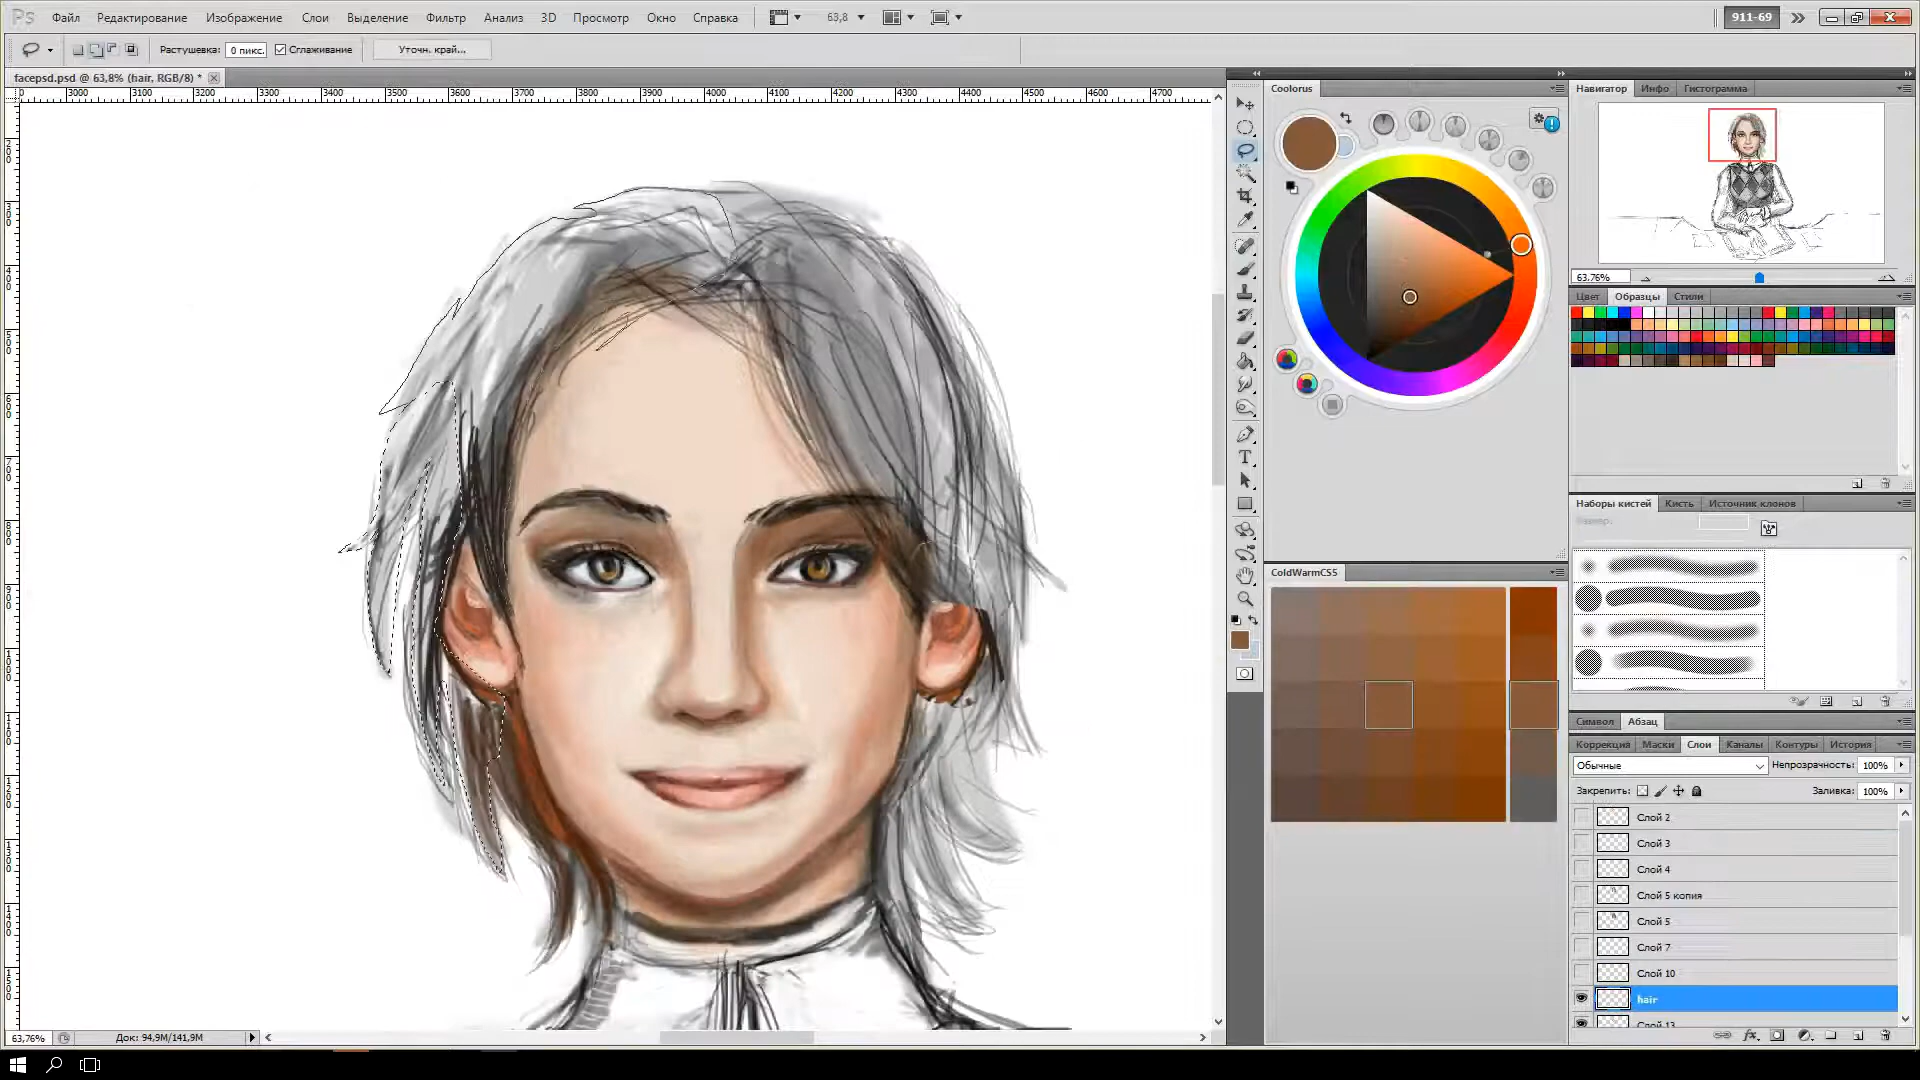 Ps Файл Редактирование Изображение Слои Выделение Фильтр Анализ 3D Просмотр Окно Справка 63,8 911-69
Растушевка: 0 пикс. Сглаживание Уточн. край...
facepsd.psd @ 63,8% (hair, RGB/8) *
3000 3100 3200 3300 3400 3500 3600 3700 3800 3900 4000 4100 4200 4300 4400 4500 4600 4700
Coolorus
Навигатор Инфо Гистограмма
63.76%
Цвет Образцы Стили
Наборы кистей Кисть Источник клонов
ColdWarmCS5
Символ Абзац
Коррекция Маски Слои Каналы Контуры История
Обычные Непрозрачность: 100%
Закрепить: Заливка: 100%
Слой 2
Слой 3
Слой 4
Слой 5 копия
Слой 5
Слой 7
Слой 10
hair
Слой 13
63,76% Док: 94,9M/141,9M